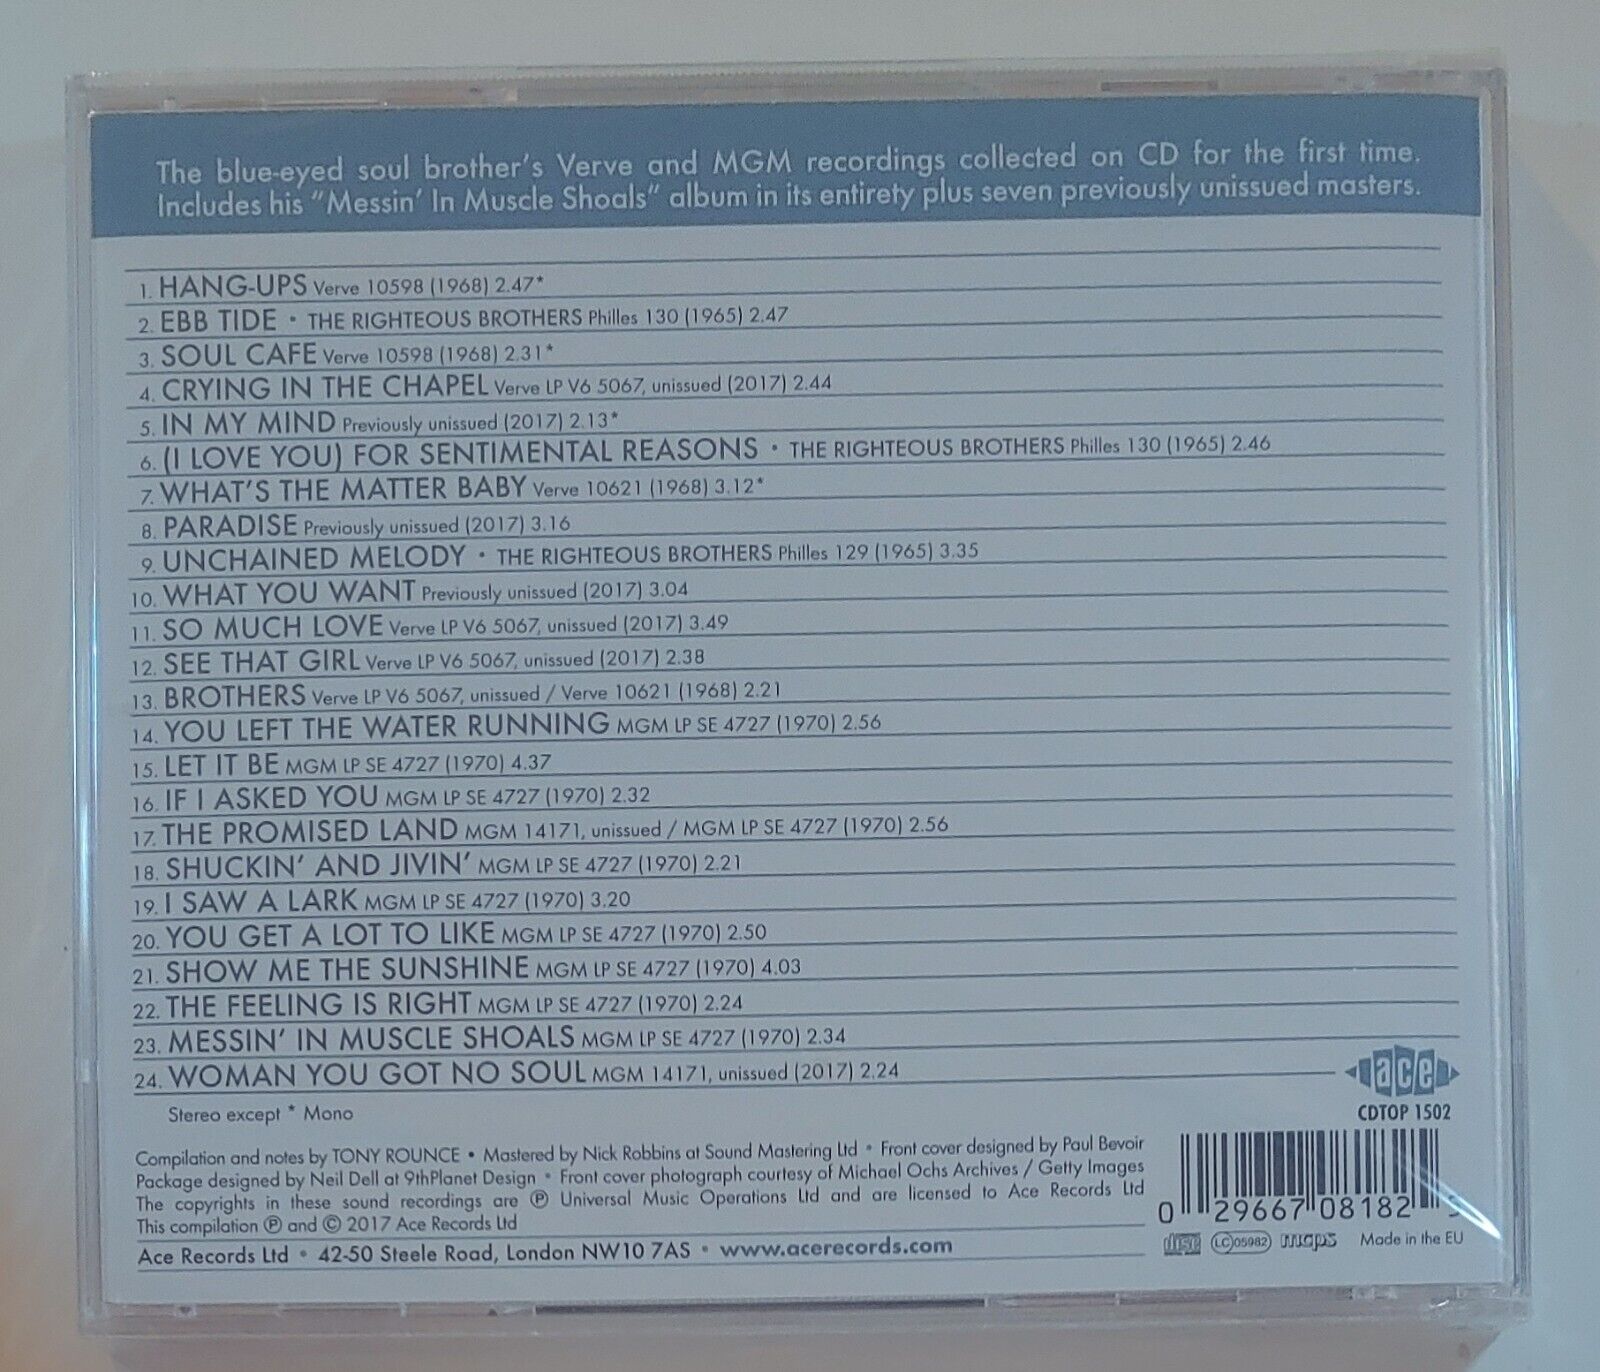 The blue-eyed soul brother's Verve and MGM recordings collected on CD for the first time.
Includes his "Messin' In Muscle Shoals" album in its entirety plus seven previously unissued masters.
1. HANG-UPS Verve 10598 (1968) 2.47*
2. EBB TIDE • THE RIGHTEOUS BROTHERS Philles 130 (1965) 2.47
3. SOUL CAFE Verve 10598 (1968) 2.31*
4. CRYING IN THE CHAPEL Verve LP V6 5067, unissued (2017) 2.44
5. IN MY MIND Previously unissued (2017) 2.13*
6. (I LOVE YOU) FOR SENTIMENTAL REASONS • THE RIGHTEOUS BROTHERS Philles 130 (1965) 2.46
7. WHAT'S THE MATTER BABY Verve 10621 (1968) 3.12*
8. PARADISE Previously unissued (2017) 3.16
9. UNCHAINED MELODY • THE RIGHTEOUS BROTHERS Philles 129 (1965) 3.35
10. WHAT YOU WANT Previously unissued (2017) 3.04
11. SO MUCH LOVE Verve LP V6 5067, unissued (2017) 3.49
12. SEE THAT GIRL Verve LP V6 5067, unissued (2017) 2.38
13. BROTHERS Verve LP V6 5067, unissued / Verve 10621 (1968) 2.21
14. YOU LEFT THE WATER RUNNING MGM LP SE 4727 (1970) 2.56
15. LET IT BE MGM LP SE 4727 (1970) 4.37
16. IF I ASKED YOU MGM LP SE 4727 (1970) 2.32
17. THE PROMISED LAND MGM 14171, unissued / MGM LP SE 4727 (1970) 2.56
18. SHUCKIN' AND JIVIN' MGM LP SE 4727 (1970) 2.21
19. I SAW A LARK MGM LP SE 4727 (1970) 3.20
20. YOU GET A LOT TO LIKE MGM LP SE 4727 (1970) 2.50
21. SHOW ME THE SUNSHINE MGM LP SE 4727 (1970) 4.03
22. THE FEELING IS RIGHT MGM LP SE 4727 (1970) 2.24
23. MESSIN' IN MUSCLE SHOALS MGM LP SE 4727 (1970) 2.34
24. WOMAN YOU GOT NO SOUL MGM 14171, unissued (2017) 2.24
ace
CDTOP 1502
Stereo except * Mono
Compilation and notes by TONY ROUNCE • Mastered by Nick Robbins at Sound Mastering Ltd • Front cover designed by Paul Bevoir
Package designed by Neil Dell at 9thPlanet Design • Front cover photograph courtesy of Michael Ochs Archives / Getty Images
The copyrights in these sound recordings are ℗ Universal Music Operations Ltd and are licensed to Ace Records Ltd
This compilation ℗ and © 2017 Ace Records Ltd
Ace Records Ltd • 42-50 Steele Road, London NW10 7AS • www.acerecords.com
0 29667 08182
disc LC 05982 mcps Made in the EU